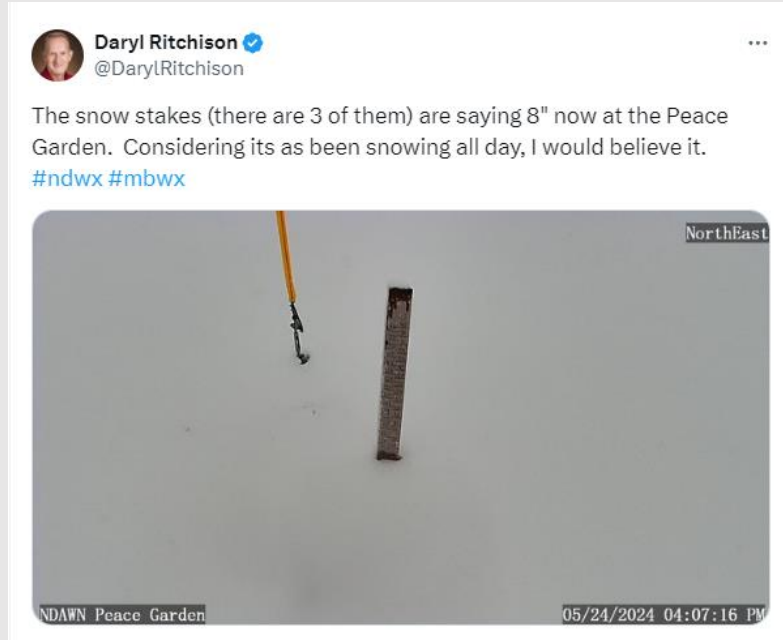 Daryl Ritchison
@DarylRitchison
The snow stakes (there are 3 of them) are saying 8" now at the Peace
Garden. Considering its as been snowing all day, I would believe it.
#ndwx #mbwx
NorthEast
NDAWN Peace Garden
05/24/2024 04:07:16 PM